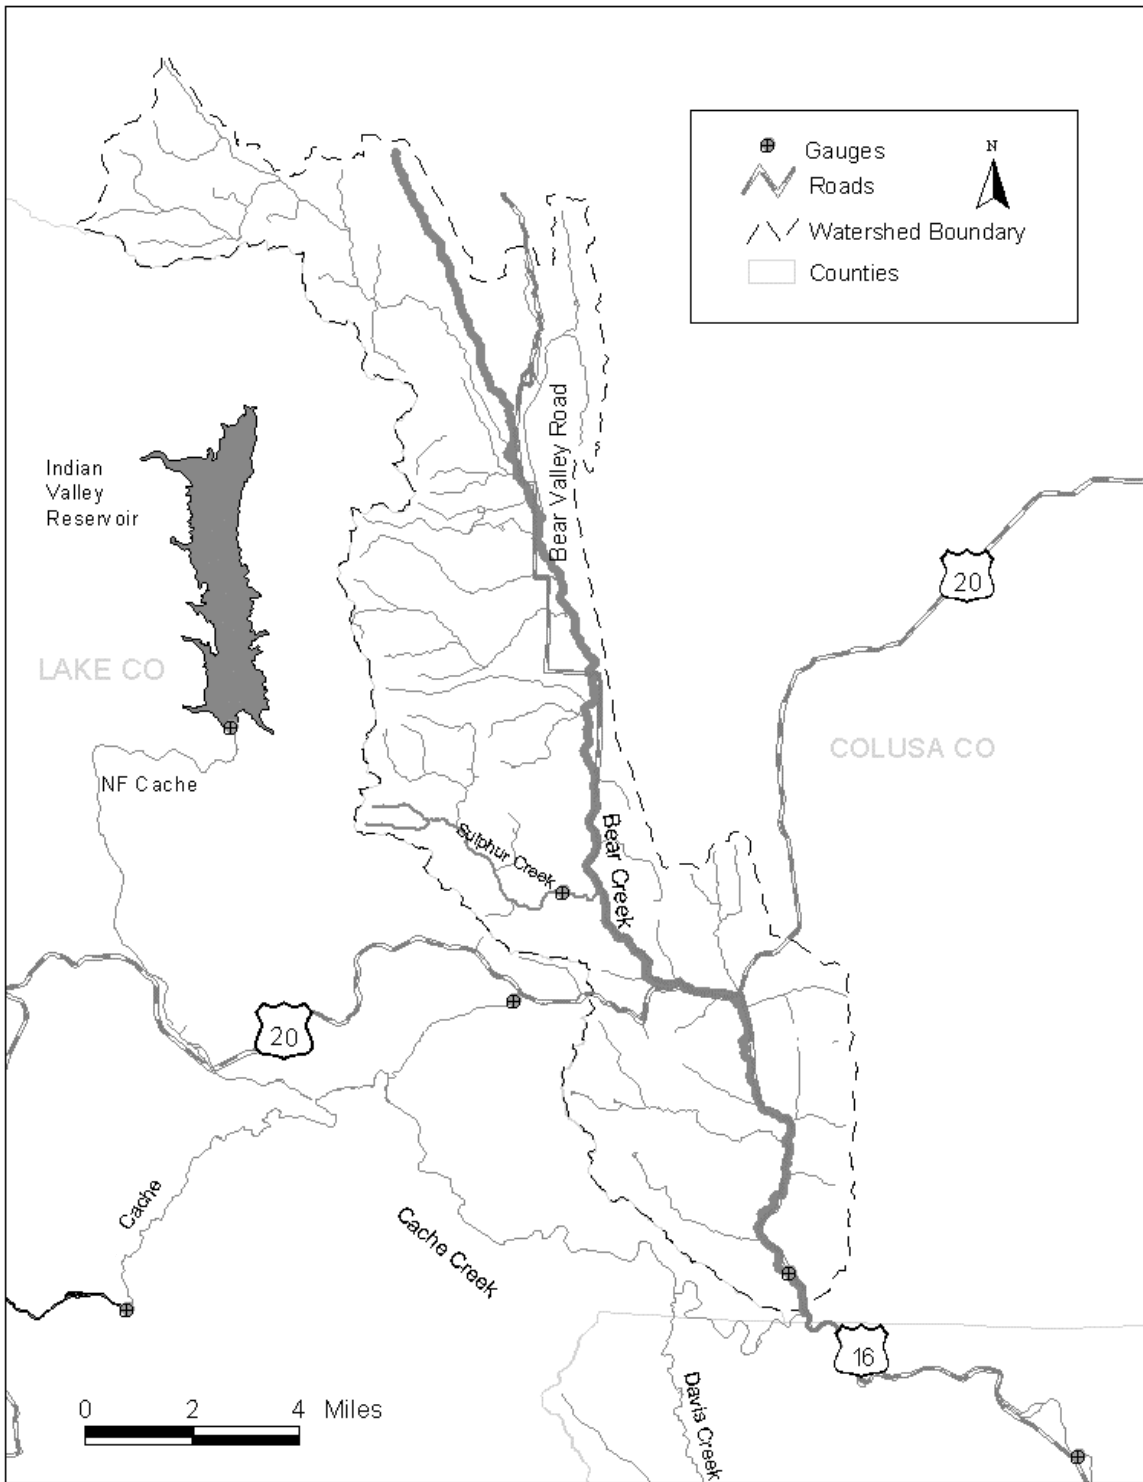 N
Gauges
Roads
Watershed Boundary
Counties
Bear Valley Road
Indian
Valley
Reservoir
20
LAKE CO
COLUSA CO
NF Cache
Sulphur Creek
Bear Creek
20
Cache
Cache Creek
16
Davis Creek
0 2 4 Miles